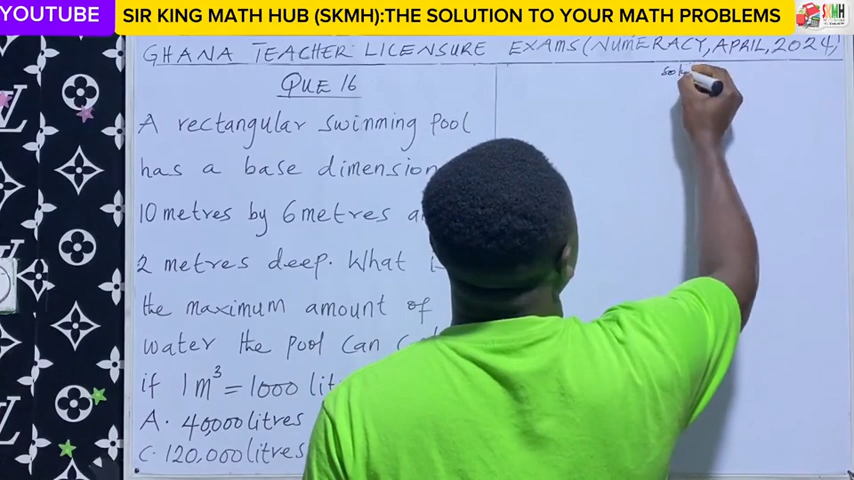 YOUTUBE
SIR KING MATH HUB (SKMH):THE SOLUTION TO YOUR MATH PROBLEMS
SKMH
GHANA TEACHER LICENSURE EXAMS(NUMERACY, APRIL, 2024,
QUE 16
A rectangular swimming pool
has a base dimension
10 metres by 6 metres
2 metres deep. What
the maximum amount of
water the pool can
if 1m³ = 1000
A. 40,000 litres
C. 120,000 litres